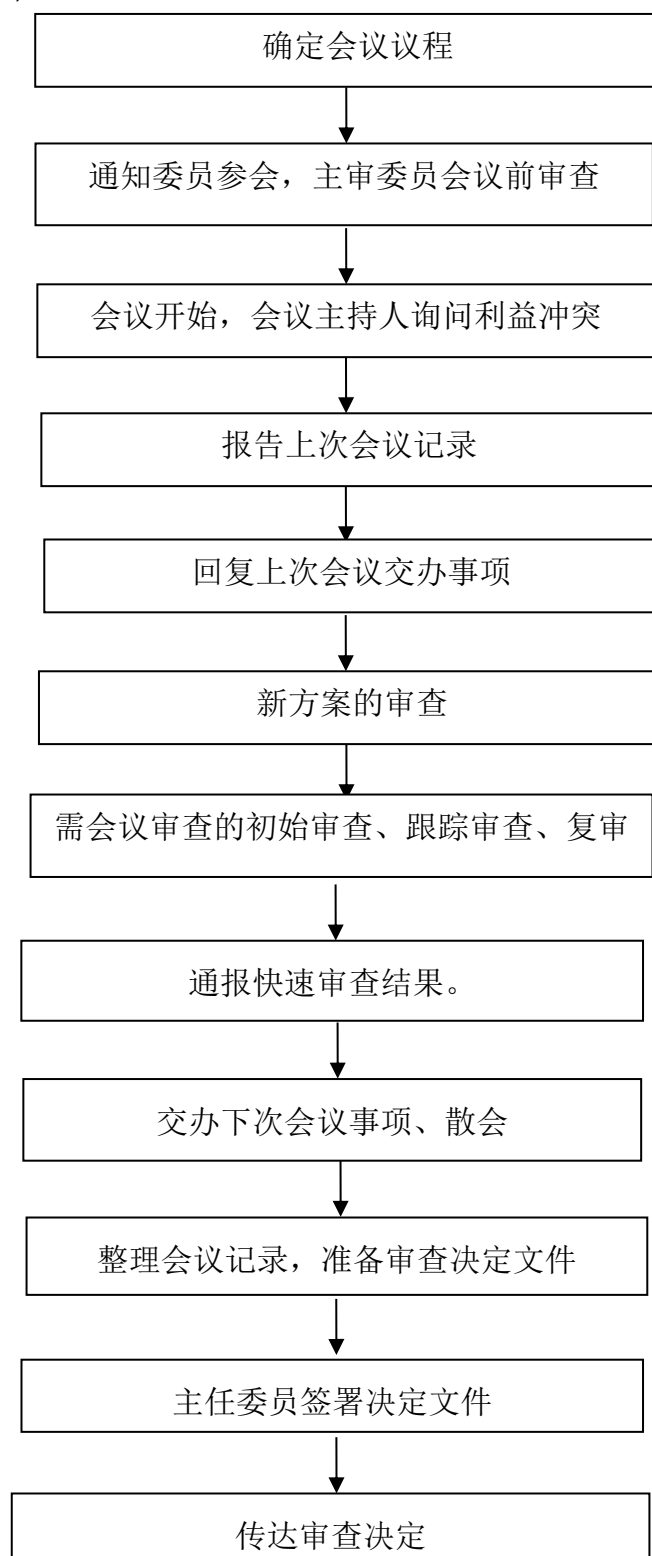 确定会议议程
通知委员参会，主审委员会议前审查
会议开始，会议主持人询问利益冲突
报告上次会议记录
回复上次会议交办事项
新方案的审查
需会议审查的初始审查、跟踪审查、复审
通报快速审查结果。
交办下次会议事项、散会
整理会议记录，准备审查决定文件
主任委员签署决定文件
传达审查决定